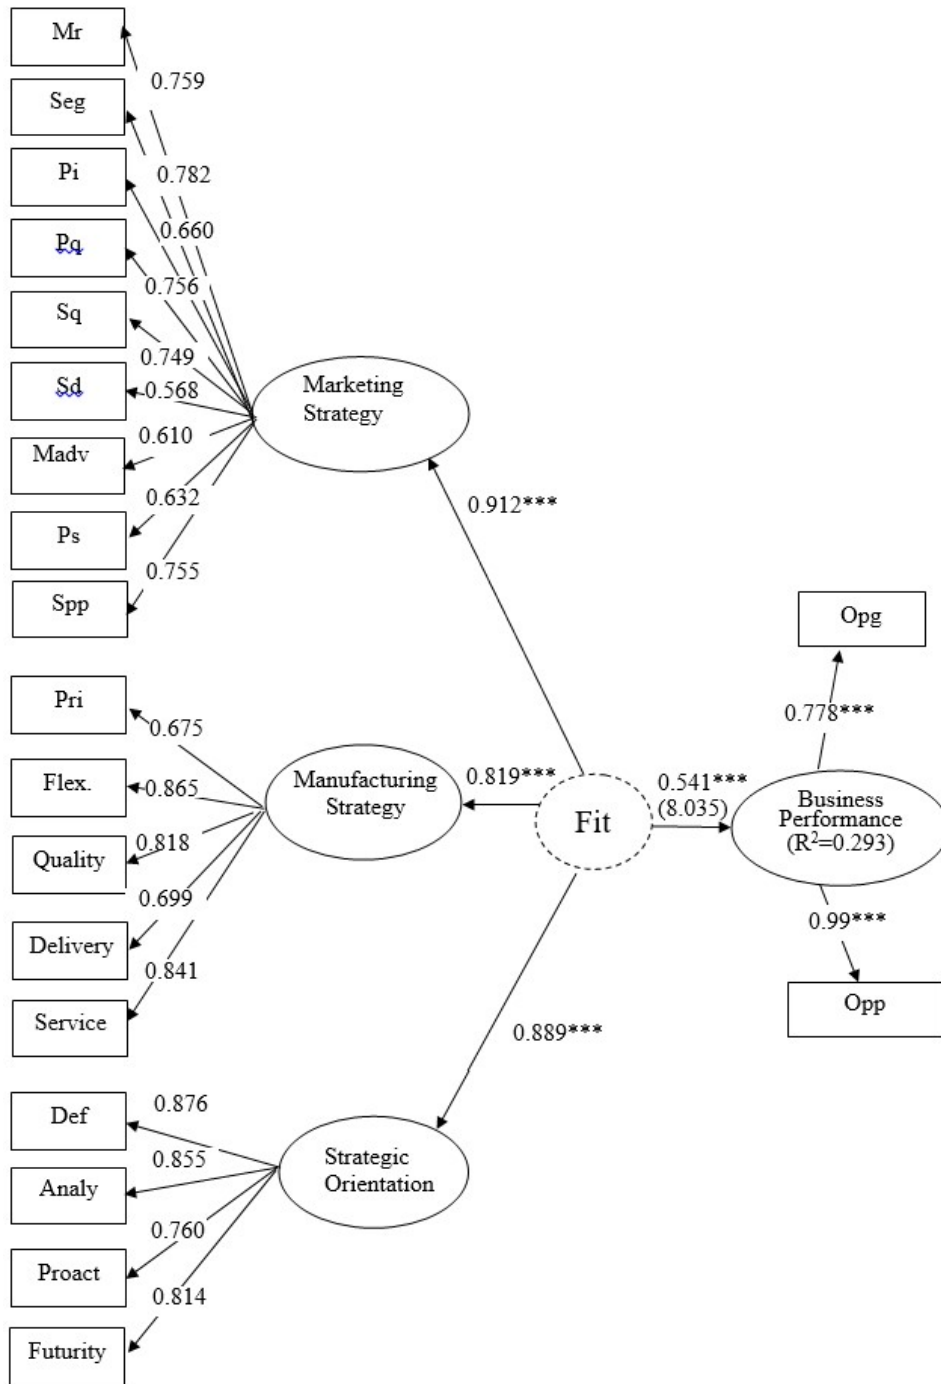 Mr
0.759
Seg
0.782
Pi
0.660
Pq
0.756
Sq
0.749
Sd
0.568
Madv
0.610
Ps
0.632
Spp
0.755
Marketing
Strategy
0.912***
Pri
0.675
Flex.
0.865
Quality
0.818
Delivery
0.699
Service
0.841
Manufacturing
Strategy
0.819***
Fit
0.541***
(8.035)
Opg
0.778***
Business
Performance
(R²=0.293)
0.99***
Opp
0.889***
Def
0.876
Analy
0.855
Proact
0.760
Futurity
0.814
Strategic
Orientation